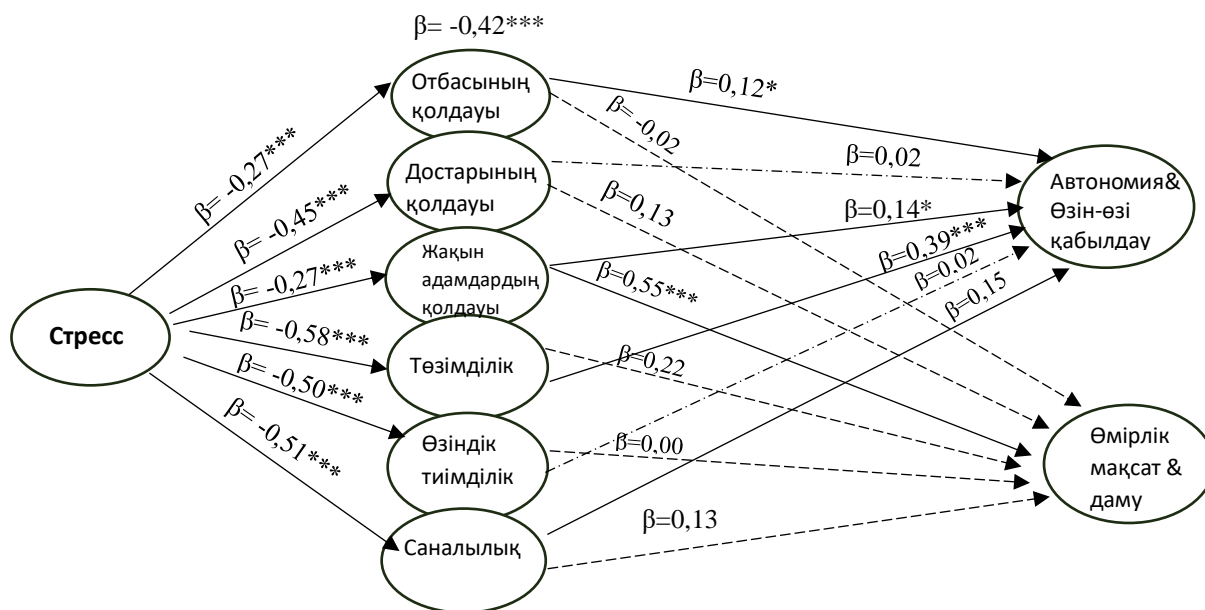 β= -0,42***
Отбасының
қолдауы
β=0,12*
β= -0,02
β= -0,27***
Достарының
қолдауы
β=0,02
Автономия&
Өзін-өзі
қабылдау
β= -0,45***
β=0,13
β=0,14*
Жақын
адамдардың
қолдауы
β= -0,27***
β=0,55***
β=0,39***
β=0,02
β=0,15
Стресс
β= -0,58***
Төзімділік
β=0,22
β= -0,50***
Өзіндік
тиімділік
β=0,00
Өмірлік
мақсат &
даму
β= -0,51***
Саналылық
β=0,13